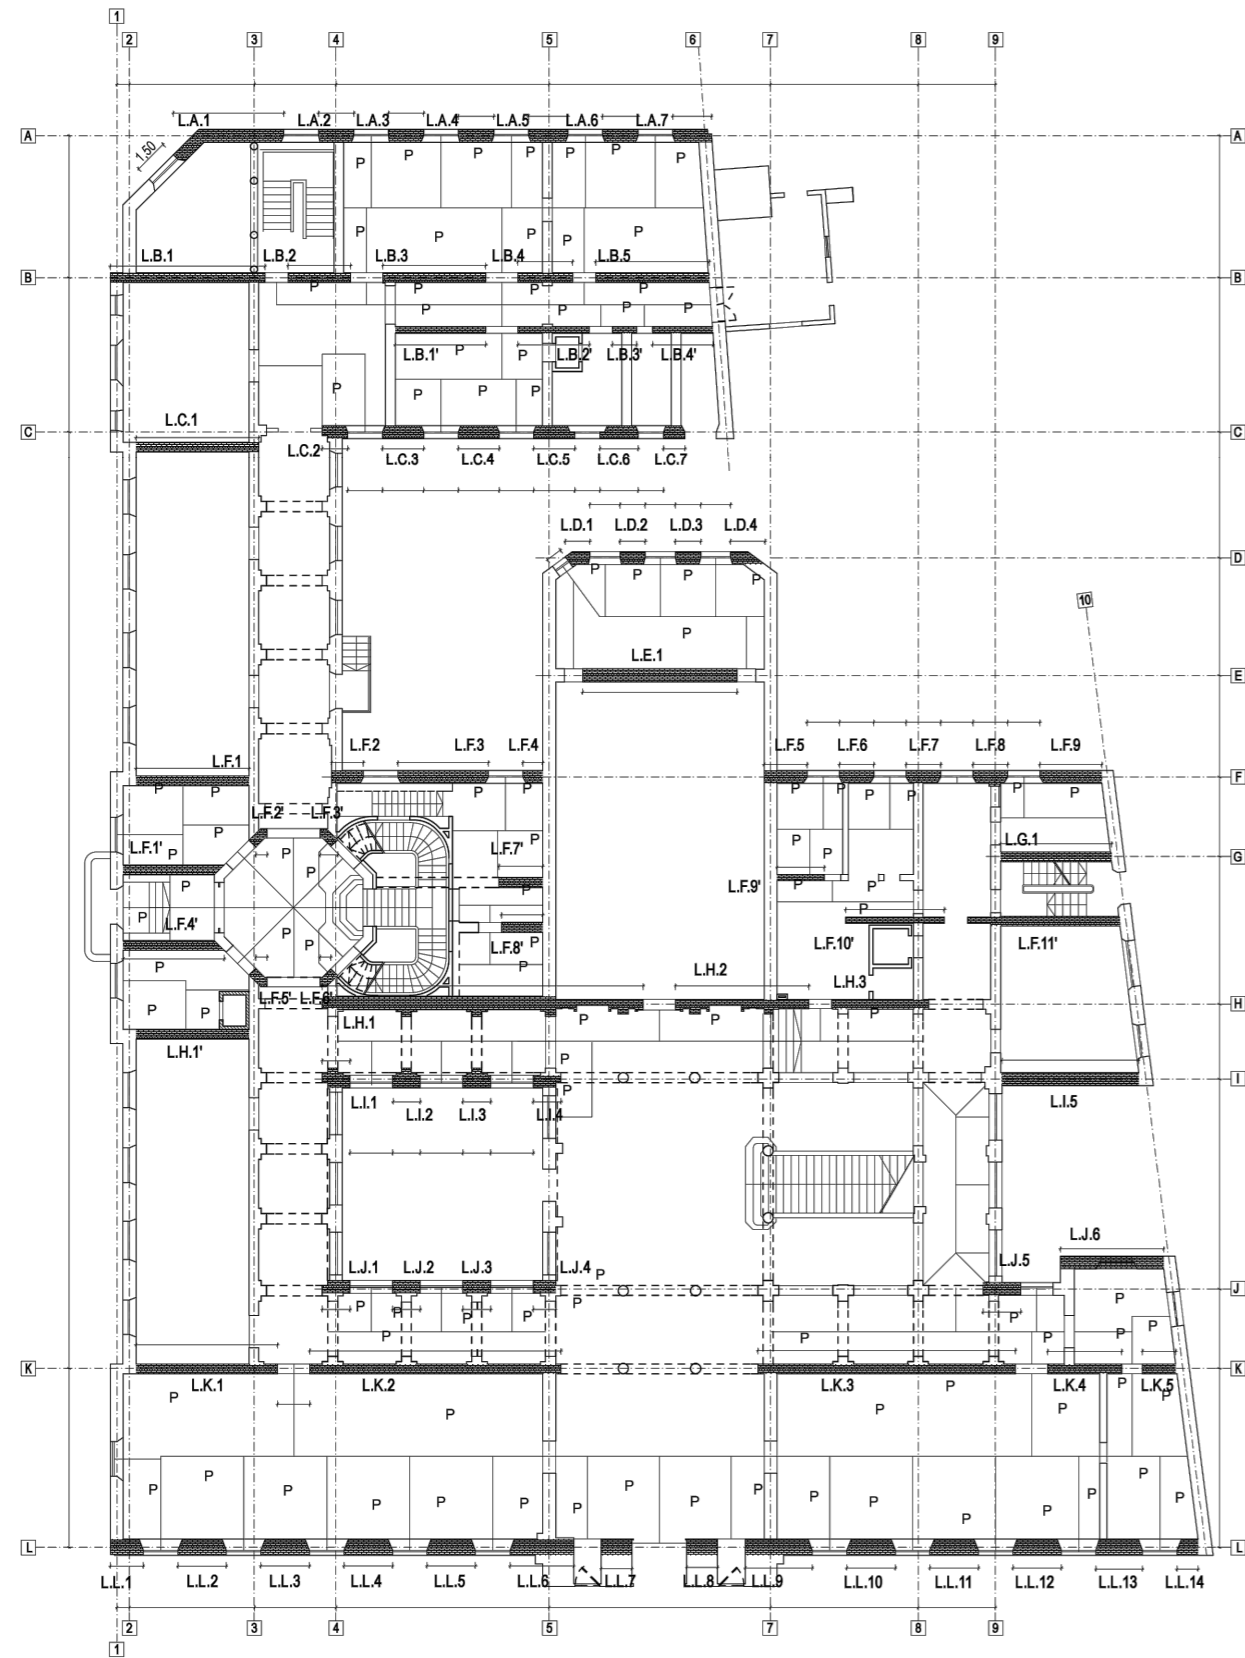 1
2 3 4 5 6 7 8 9
L.A.1 L.A.2 L.A.3 L.A.4 L.A.5 L.A.6 L.A.7
A A
1,50
P P P P P P
P P P P
L.B.1 L.B.2 L.B.3 L.B.4 L.B.5
B B
P P P P
P P P P
L.B.1' P L.B.2' L.B.3' L.B.4'
P P P P
L.C.1
C C
L.C.2 L.C.3 L.C.4 L.C.5 L.C.6 L.C.7
L.D.1 L.D.2 L.D.3 L.D.4
D D
P P P P
10
P
L.E.1
E E
L.F.1 L.F.2 L.F.3 L.F.4 L.F.5 L.F.6 L.F.7 L.F.8 L.F.9
F F
P P P P P P P
L.F.2' L.F.3'
P P P P P P
L.F.1' P P L.F.7' L.G.1
G G
P P P P
L.F.9'
P P P
L.F.4' L.F.10' L.F.11'
P P P L.F.8' P
P P
L.H.2 L.H.3
L.F.5' L.F.6'
P P
H H
L.H.1 P P
L.H.1' P
I I
P
L.I.1 L.I.2 L.I.3 L.I.4 L.I.5
L.J.6
L.J.1 L.J.2 L.J.3 L.J.4 P L.J.5
J J
P P P P P P
P P P P
K K
L.K.1 L.K.2 L.K.3 L.K.4 L.K.5
P P P P P P P
P P P P P P P P P P P P P P P
L L
L.L.1 L.L.2 L.L.3 L.L.4 L.L.5 L.L.6 L.L.7 L.L.8 L.L.9 L.L.10 L.L.11 L.L.12 L.L.13 L.L.14
2 3 4 5 7 8 9
1